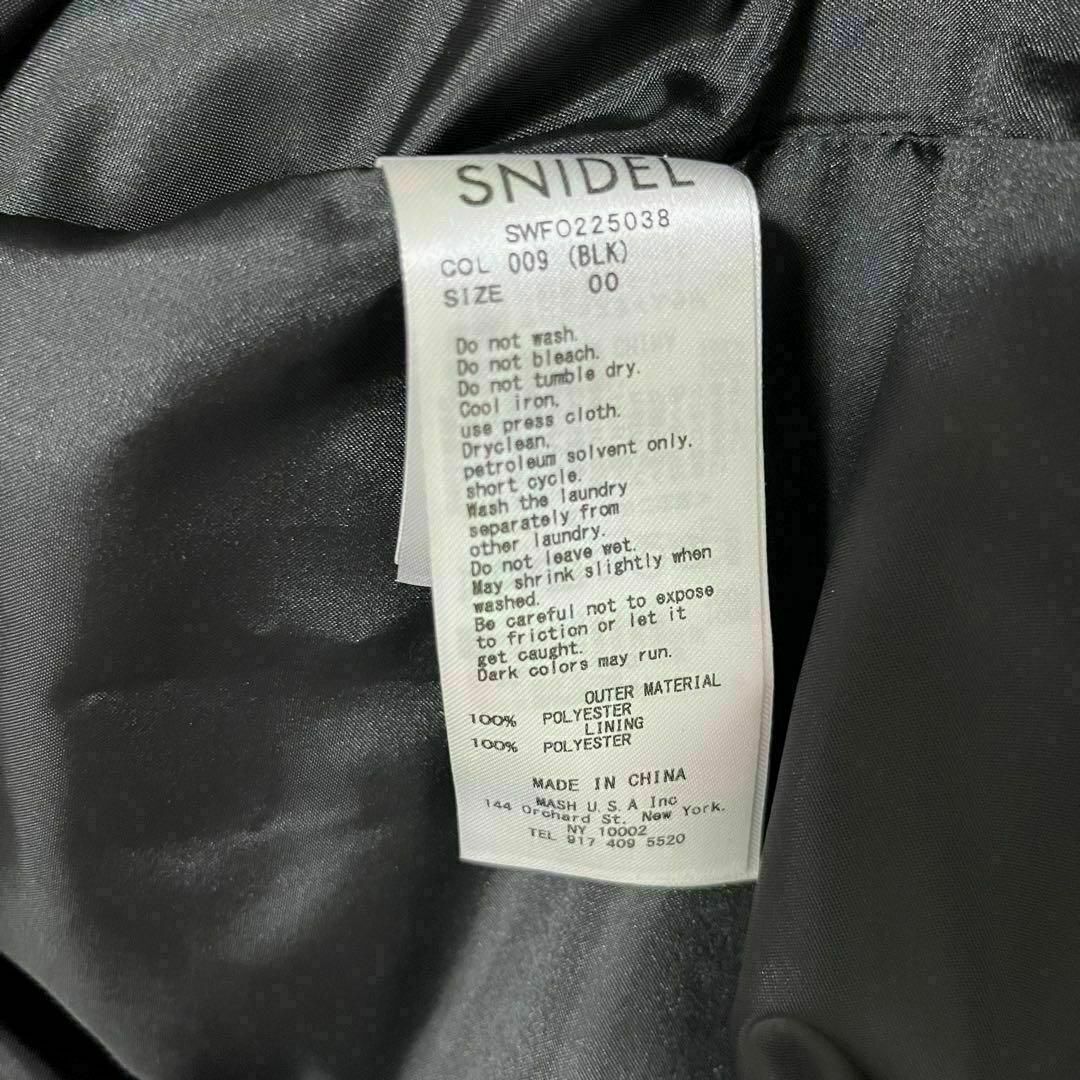 SNIDEL
SWFO225038
COL 009 (BLK)
SIZE 00
Do not wash.
Do not bleach.
Do not tumble dry.
Cool iron.
use press cloth.
Dryclean.
petroleum solvent only.
short cycle.
Wash the laundry
separately from
other laundry.
Do not leave wet.
May shrink slightly when
washed.
Be careful not to expose
to friction or let it
get caught.
Dark colors may run.
OUTER MATERIAL
100% POLYESTER
LINING
100% POLYESTER
MADE IN CHINA
MASH U.S.A Inc
144 Orchard St. New York.
NY 10002
TEL 917 409 5520